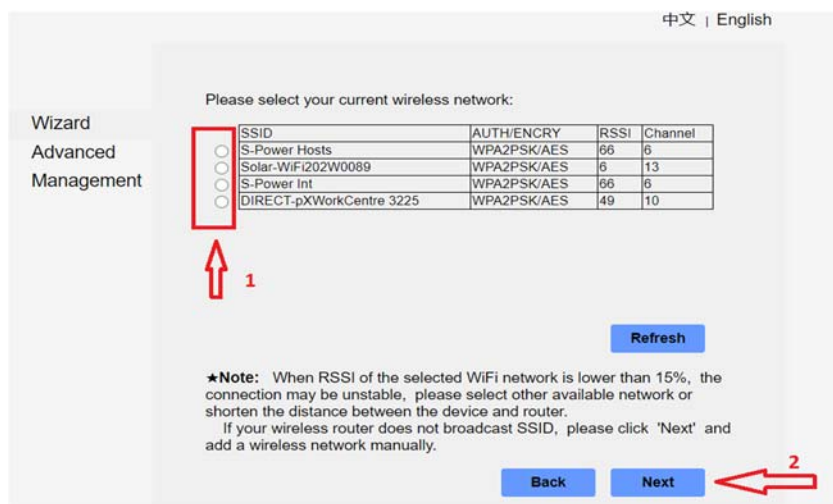 中文 | English
Please select your current wireless network:
Wizard
Advanced
Management
SSID AUTH/ENCRY RSSI Channel
S-Power Hosts WPA2PSK/AES 66 6
Solar-WiFi202W0089 WPA2PSK/AES 6 13
S-Power Int WPA2PSK/AES 66 6
DIRECT-pXWorkCentre 3225 WPA2PSK/AES 49 10
1
Refresh
★Note: When RSSI of the selected WiFi network is lower than 15%, the
connection may be unstable, please select other available network or
shorten the distance between the device and router.
If your wireless router does not broadcast SSID, please click 'Next' and
add a wireless network manually.
2
Back Next